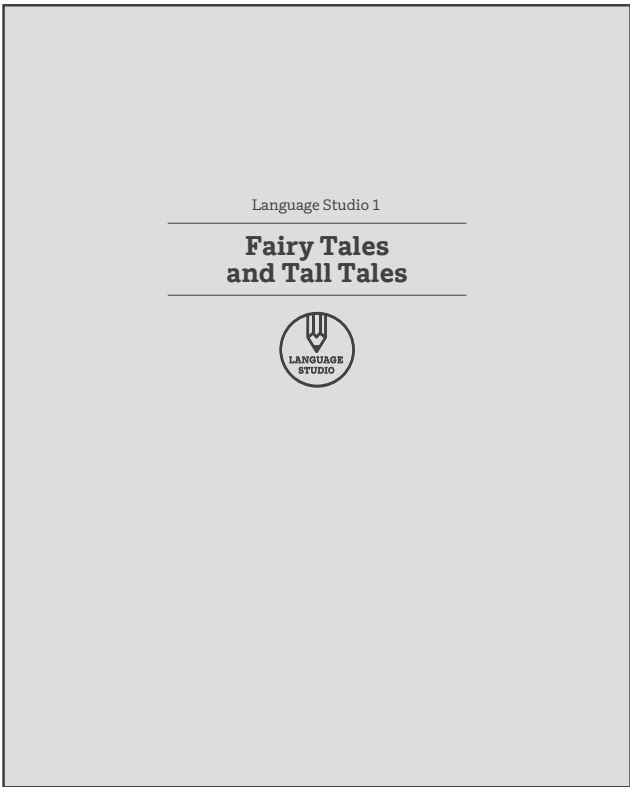 Language Studio 1
Fairy Tales
and Tall Tales
LANGUAGE
STUDIO